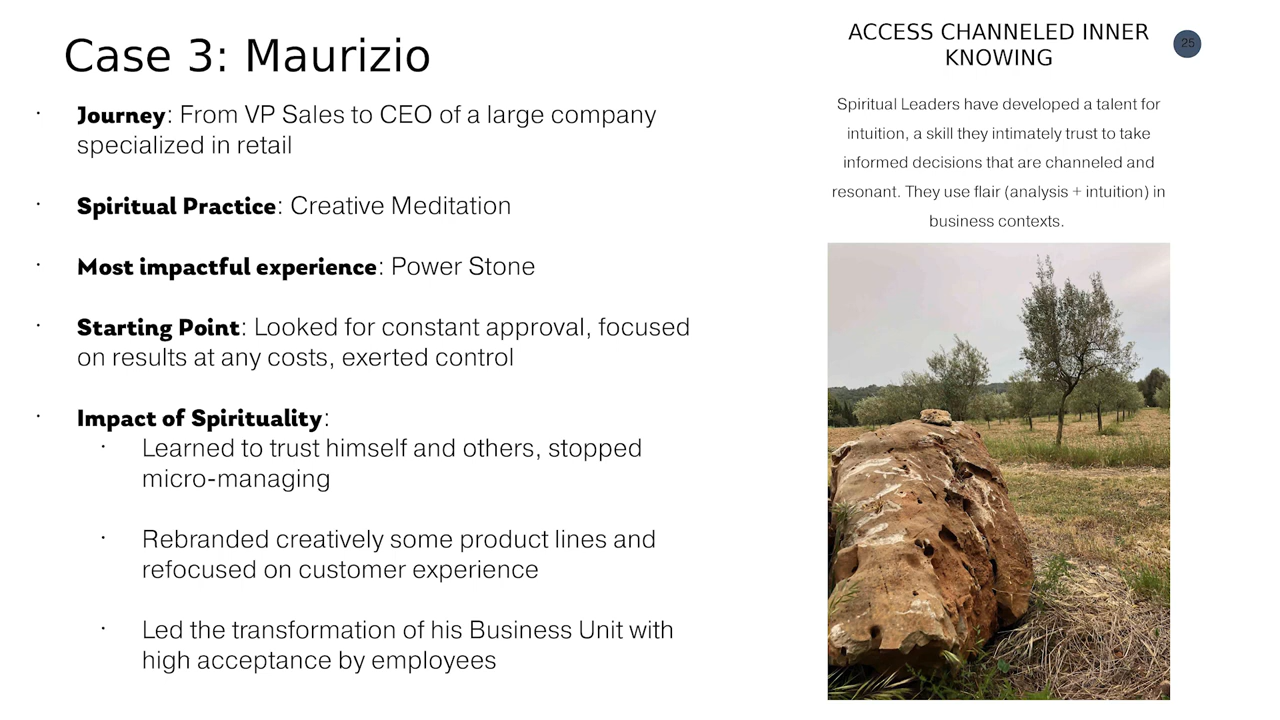 Case 3: Maurizio
· Journey: From VP Sales to CEO of a large company
specialized in retail
· Spiritual Practice: Creative Meditation
· Most impactful experience: Power Stone
· Starting Point: Looked for constant approval, focused
on results at any costs, exerted control
· Impact of Spirituality:
· Learned to trust himself and others, stopped
micro-managing
· Rebranded creatively some product lines and
refocused on customer experience
· Led the transformation of his Business Unit with
high acceptance by employees
ACCESS CHANNELED INNER
KNOWING
25
Spiritual Leaders have developed a talent for
intuition, a skill they intimately trust to take
informed decisions that are channeled and
resonant. They use flair (analysis + intuition) in
business contexts.